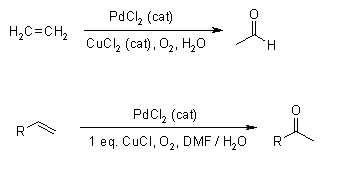 PdCl2 (cat)
H2C=CH2
CuCl2 (cat), O2, H2O
O
H
PdCl2 (cat)
R
1 eq. CuCl, O2, DMF / H2O
O
R